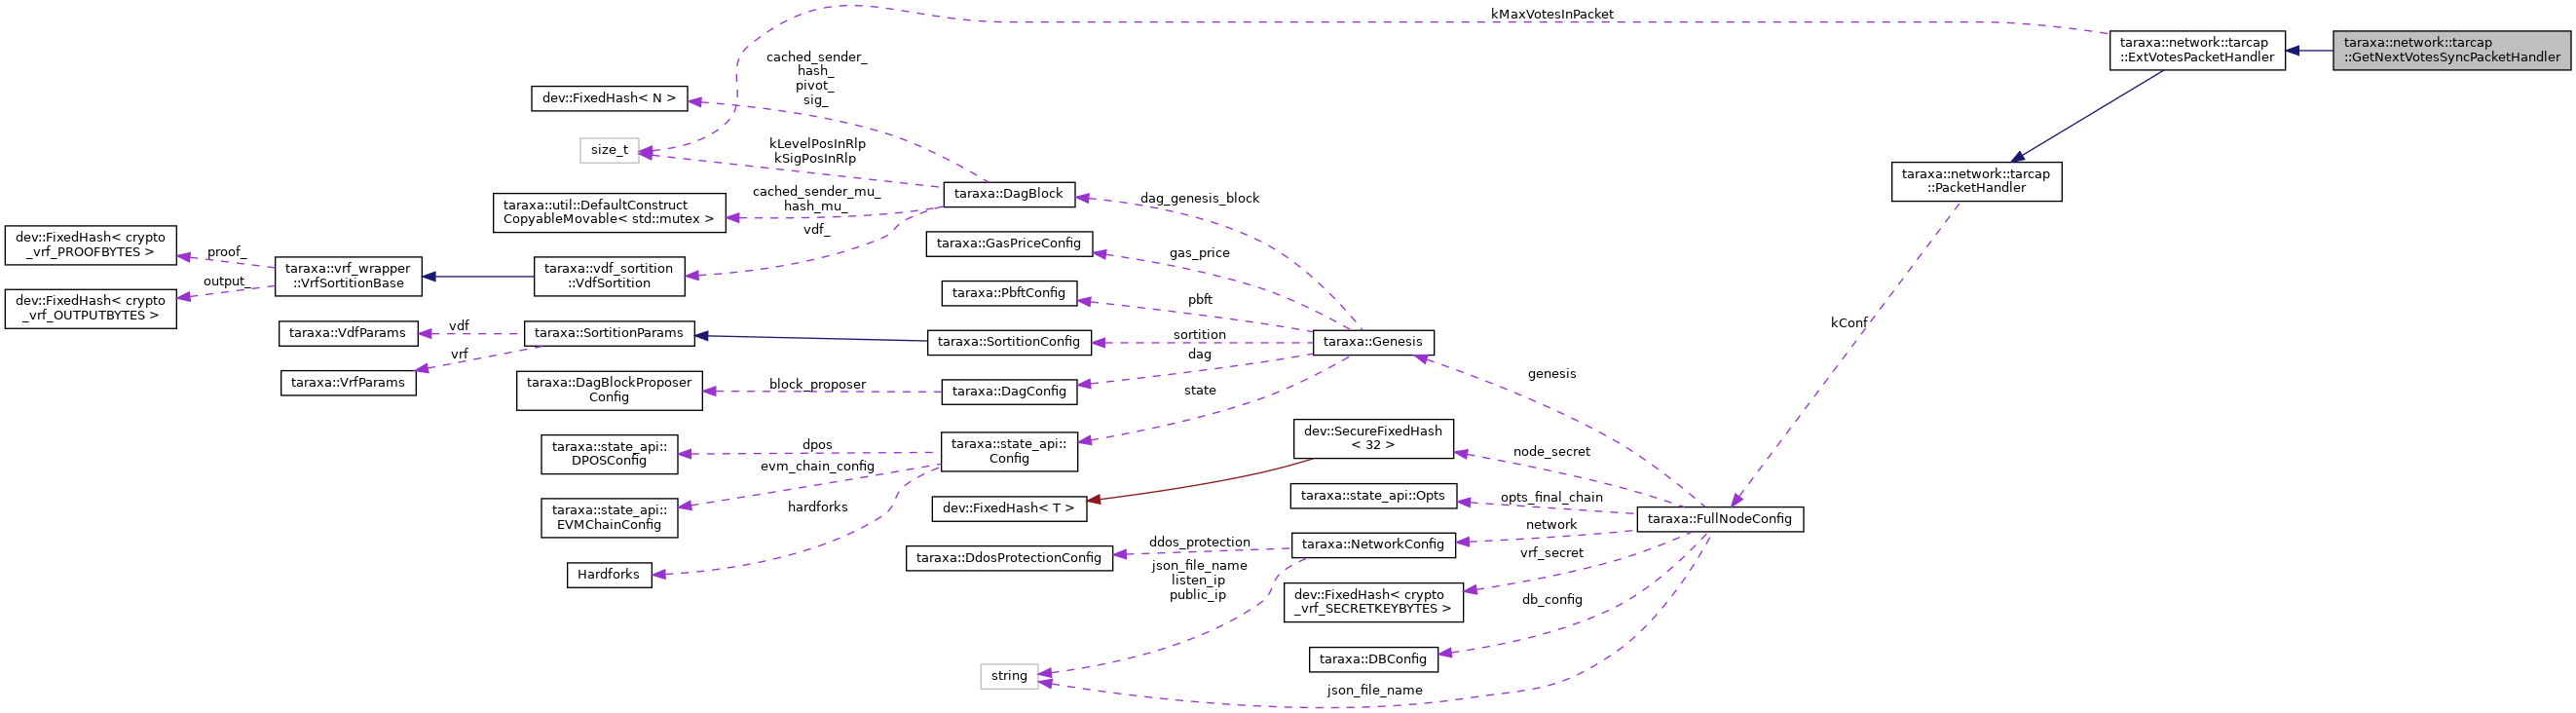 kMaxVotesInPacket
taraxa::network::tarcap
::ExtVotesPacketHandler
taraxa::network::tarcap
::GetNextVotesSyncPacketHandler
cached_sender_
hash_
pivot_
sig_
dev::FixedHash< N >
size_t
kLevelPosInRlp
kSigPosInRlp
taraxa::network::tarcap
::PacketHandler
taraxa::DagBlock
dag_genesis_block
cached_sender_mu_
hash_mu_
taraxa::util::DefaultConstruct
CopyableMovable< std::mutex >
vdf_
dev::FixedHash< crypto
_vrf_PROOFBYTES >
proof_
taraxa::GasPriceConfig
gas_price
taraxa::vrf_wrapper
::VrfSortitionBase
taraxa::vdf_sortition
::VdfSortition
output_
dev::FixedHash< crypto
_vrf_OUTPUTBYTES >
taraxa::PbftConfig
pbft
kConf
taraxa::VdfParams
vdf
taraxa::SortitionParams
taraxa::SortitionConfig
sortition
taraxa::Genesis
vrf
dag
taraxa::VrfParams
taraxa::DagBlockProposer
Config
block_proposer
taraxa::DagConfig
state
genesis
taraxa::state_api::
DPOSConfig
dpos
taraxa::state_api::
Config
dev::SecureFixedHash
< 32 >
node_secret
evm_chain_config
taraxa::state_api::
EVMChainConfig
hardforks
dev::FixedHash< T >
taraxa::state_api::Opts
opts_final_chain
taraxa::FullNodeConfig
network
Hardforks
taraxa::DdosProtectionConfig
ddos_protection
taraxa::NetworkConfig
vrf_secret
json_file_name
listen_ip
public_ip
dev::FixedHash< crypto
_vrf_SECRETKEYBYTES >
db_config
taraxa::DBConfig
string
json_file_name